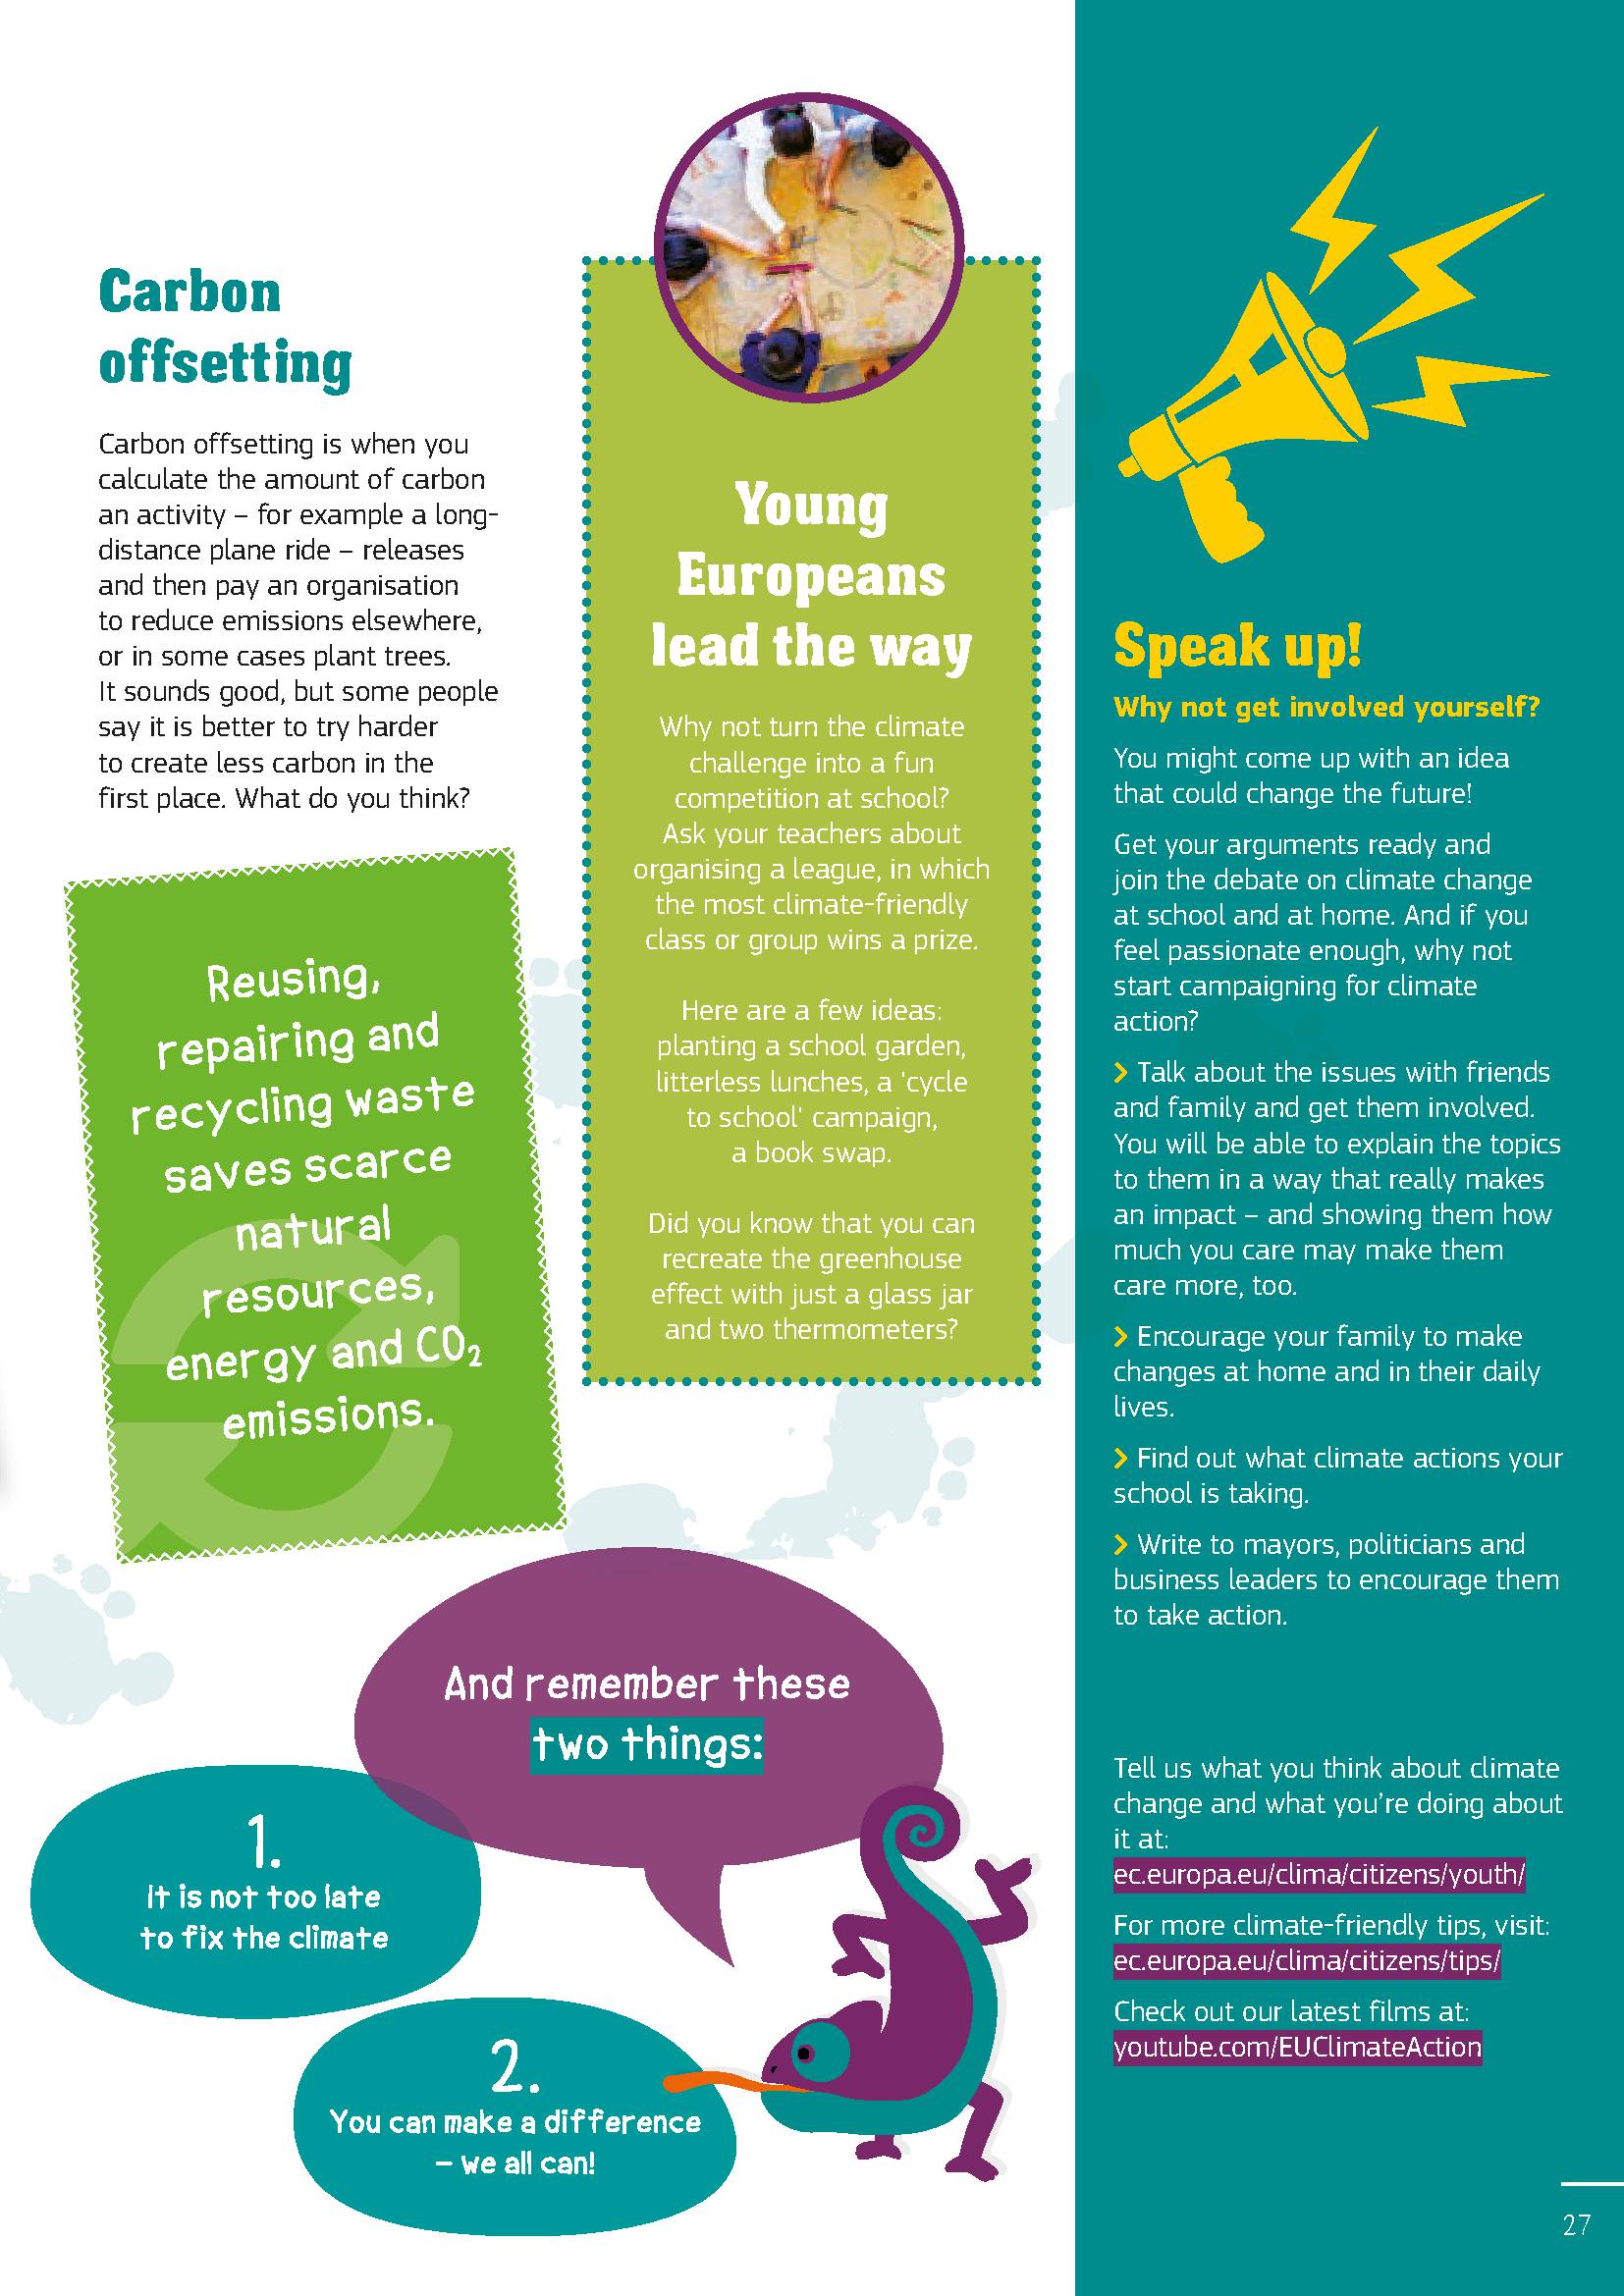 Carbon
offsetting
Carbon offsetting is when you
calculate the amount of carbon
an activity – for example a long-
distance plane ride – releases
and then pay an organisation
to reduce emissions elsewhere,
or in some cases plant trees.
It sounds good, but some people
say it is better to try harder
to create less carbon in the
first place. What do you think?
Reusing,
repairing and
recycling waste
saves scarce
natural
resources,
energy and CO₂
emissions.
Young
Europeans
lead the way
Why not turn the climate
challenge into a fun
competition at school?
Ask your teachers about
organising a league, in which
the most climate-friendly
class or group wins a prize.
Here are a few ideas:
planting a school garden,
litterless lunches, a 'cycle
to school' campaign,
a book swap.
Did you know that you can
recreate the greenhouse
effect with just a glass jar
and two thermometers?
And remember these
two things:
1.
It is not too late
to fix the climate
2.
You can make a difference
– we all can!
Speak up!
Why not get involved yourself?
You might come up with an idea
that could change the future!
Get your arguments ready and
join the debate on climate change
at school and at home. And if you
feel passionate enough, why not
start campaigning for climate
action?
> Talk about the issues with friends
and family and get them involved.
You will be able to explain the topics
to them in a way that really makes
an impact – and showing them how
much you care may make them
care more, too.
> Encourage your family to make
changes at home and in their daily
lives.
> Find out what climate actions your
school is taking.
> Write to mayors, politicians and
business leaders to encourage them
to take action.
Tell us what you think about climate
change and what you're doing about
it at:
ec.europa.eu/clima/citizens/youth/
For more climate-friendly tips, visit:
ec.europa.eu/clima/citizens/tips/
Check out our latest films at:
youtube.com/EUClimateAction
27